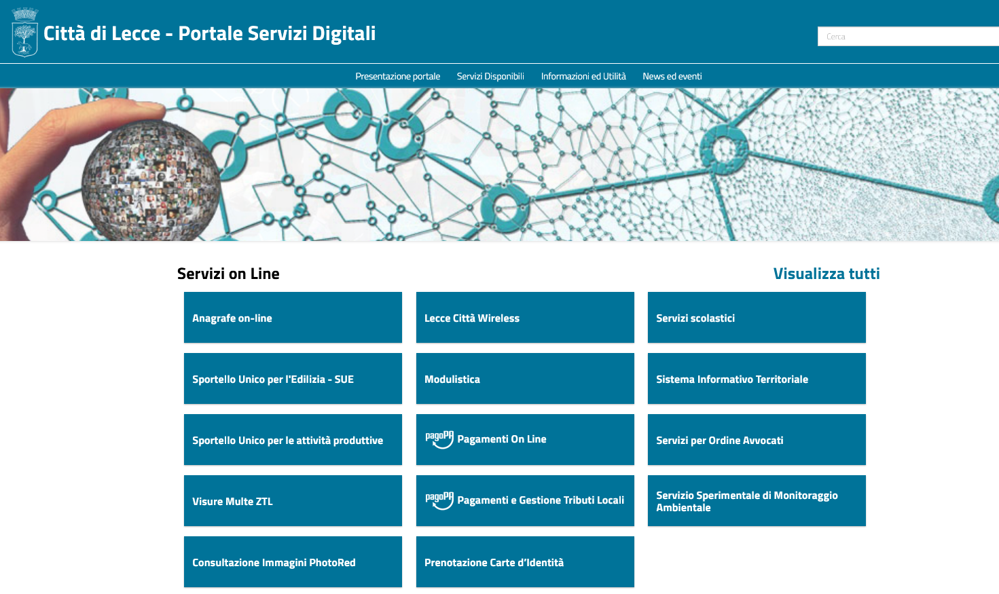 Città di Lecce - Portale Servizi Digitali
Cerca
Presentazione portale
Servizi Disponibili
Informazioni ed Utilità
News ed eventi
Servizi on Line
Visualizza tutti
Anagrafe on-line
Lecce Città Wireless
Servizi scolastici
Sportello Unico per l'Edilizia - SUE
Modulistica
Sistema Informativo Territoriale
Sportello Unico per le attività produttive
pagoPA Pagamenti On Line
Servizi per Ordine Avvocati
Visure Multe ZTL
pagoPA Pagamenti e Gestione Tributi Locali
Servizio Sperimentale di Monitoraggio
Ambientale
Consultazione Immagini PhotoRed
Prenotazione Carte d’Identità